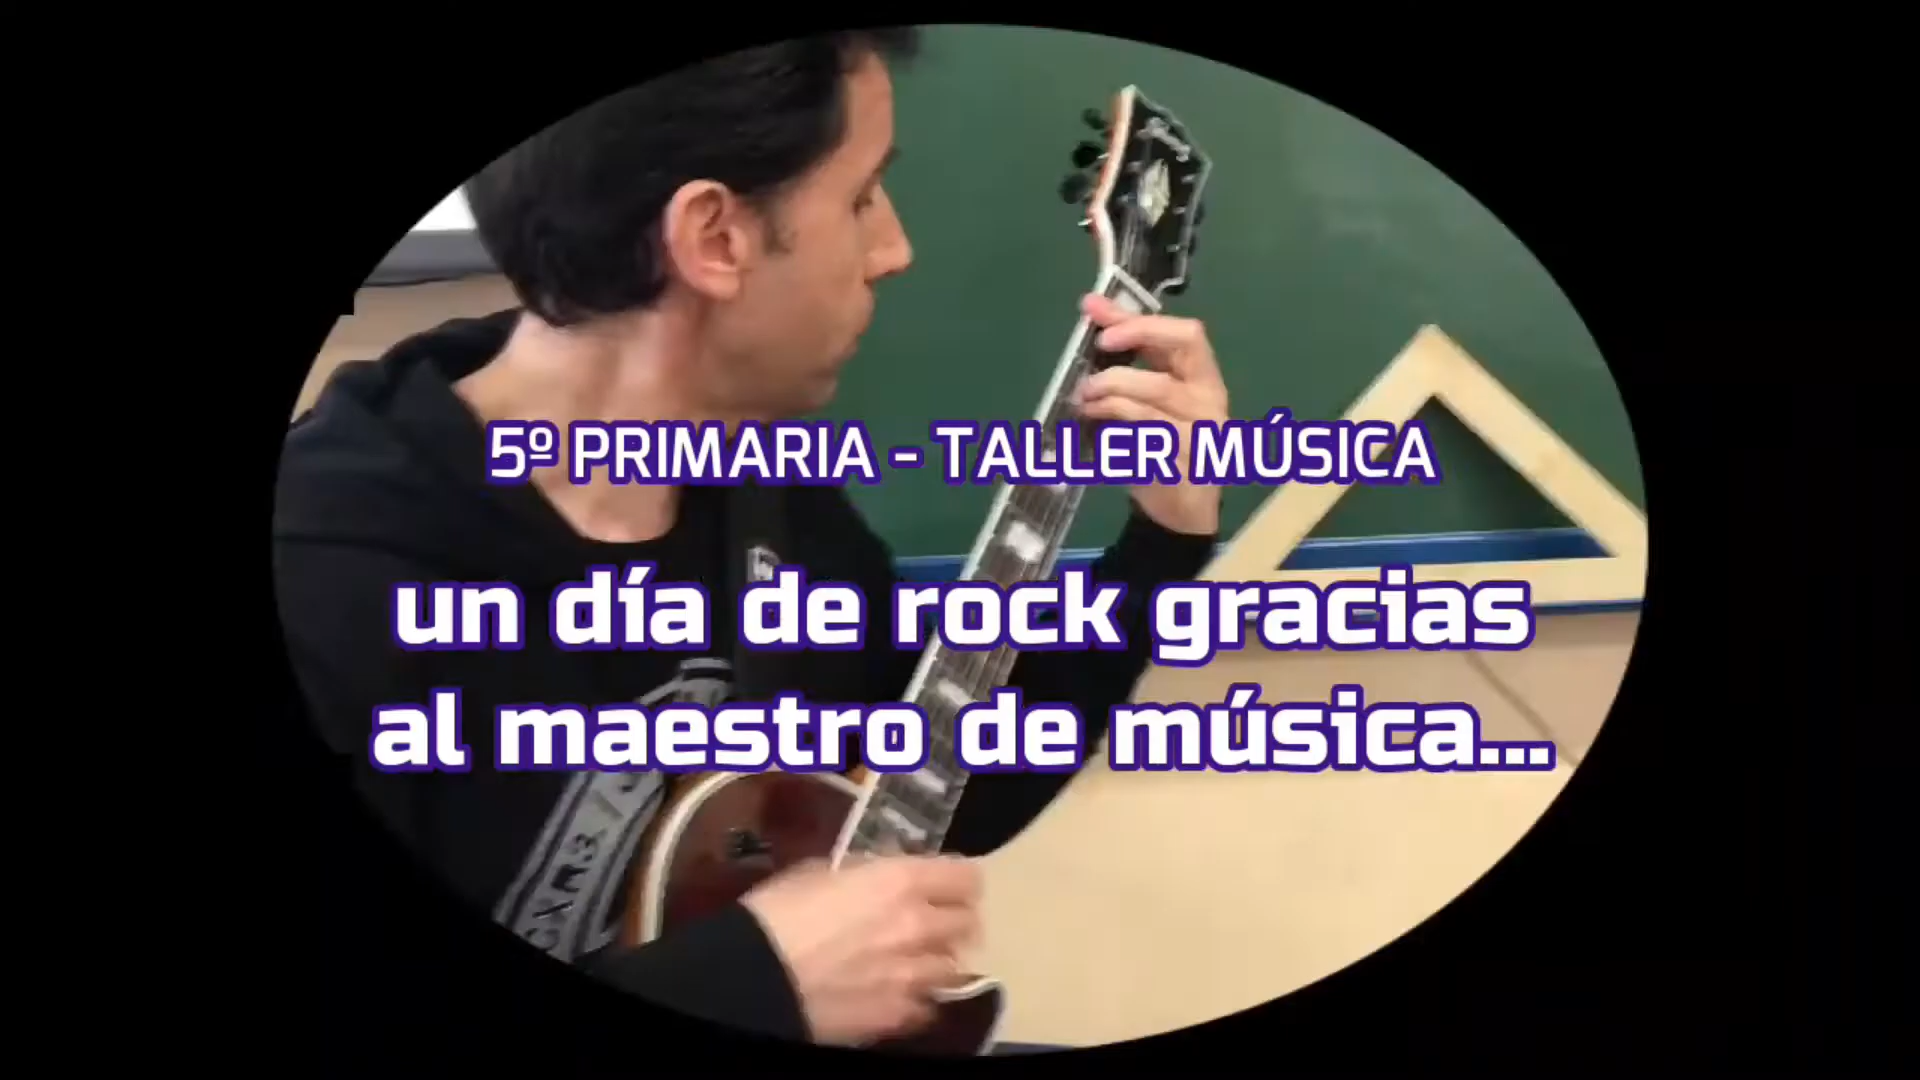 5º PRIMARIA - TALLER MÚSICA
un día de rock gracias
al maestro de música...